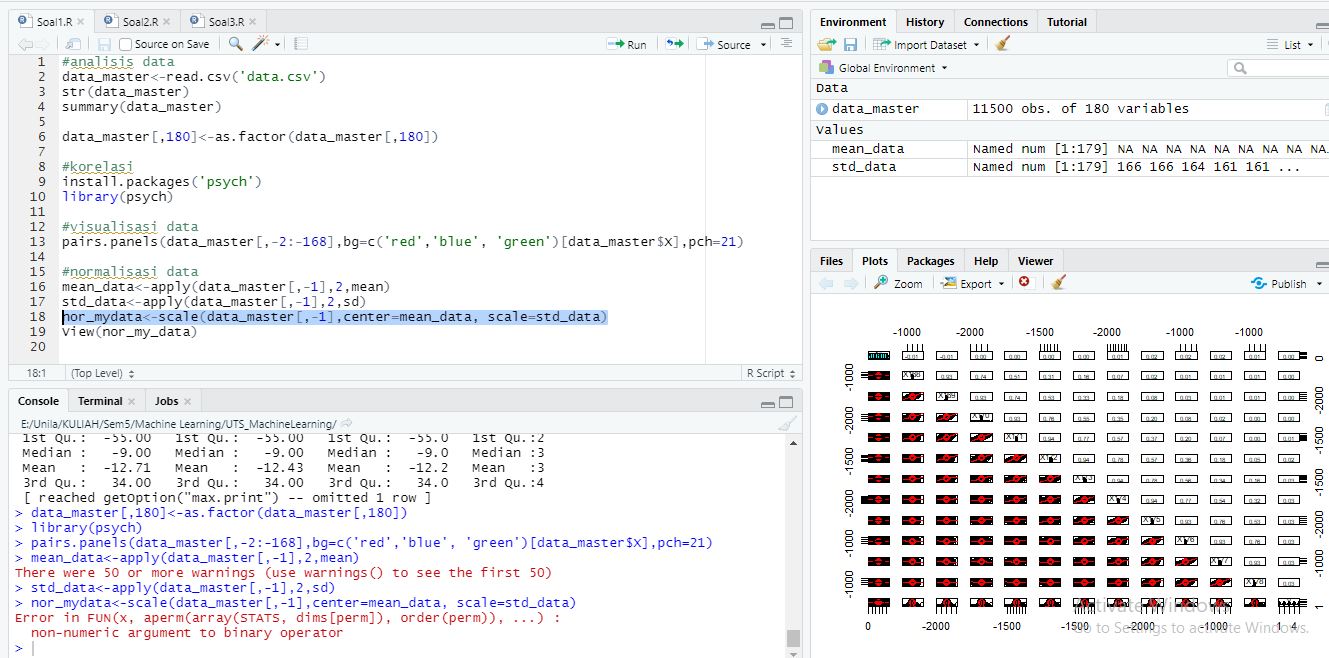 Soal1.R
Soal2.R
Soal3.R
Source on Save
Run
Source
1 #analisis data
2 data_master<-read.csv('data.csv')
3 str(data_master)
4 summary(data_master)
5
6 data_master[,180]<-as.factor(data_master[,180])
7
8 #korelasi
9 install.packages('psych')
10 library(psych)
11
12 #visualisasi data
13 pairs.panels(data_master[,-2:-168],bg=c('red','blue', 'green')[data_master$X],pch=21)
14
15 #normalisasi data
16 mean_data<-apply(data_master[,-1],2,mean)
17 std_data<-apply(data_master[,-1],2,sd)
18 nor_mydata<-scale(data_master[,-1],center=mean_data, scale=std_data)
19 View(nor_my_data)
20
18:1 (Top Level) R Script
Console Terminal Jobs
E:/Unila/KULIAH/Sem5/Machine Learning/UTS_MachineLearning/
1st Qu.: -55.00 1st Qu.: -55.00 1st Qu.: -55.0 1st Qu.:2
Median : -9.00 Median : -9.00 Median : -9.0 Median :3
Mean : -12.71 Mean : -12.43 Mean : -12.2 Mean :3
3rd Qu.: 34.00 3rd Qu.: 34.00 3rd Qu.: 34.0 3rd Qu.:4
[ reached getOption("max.print") -- omitted 1 row ]
> data_master[,180]<-as.factor(data_master[,180])
> library(psych)
> pairs.panels(data_master[,-2:-168],bg=c('red','blue', 'green')[data_master$X],pch=21)
> mean_data<-apply(data_master[,-1],2,mean)
There were 50 or more warnings (use warnings() to see the first 50)
> std_data<-apply(data_master[,-1],2,sd)
> nor_mydata<-scale(data_master[,-1],center=mean_data, scale=std_data)
Error in FUN(x, aperm(array(STATS, dims[perm]), order(perm)), ...) :
non-numeric argument to binary operator
>
Environment History Connections Tutorial
Import Dataset List
Global Environment
Data
data_master 11500 obs. of 180 variables
Values
mean_data Named num [1:179] NA NA NA NA NA NA NA NA NA…
std_data Named num [1:179] 166 166 164 161 161 ...
Files Plots Packages Help Viewer
Zoom Export Publish
-1000 -2000 -1500 -2000 -1000 -1000
-1000
-2000
-1500
-2000
-1000
-1000
0
-2000
-1500
-1500
-2000
-1000
1
0 -2000 -1500 -1500 -2000 -1000 1 4
Activate Windows
Go to Settings to activate Windows.